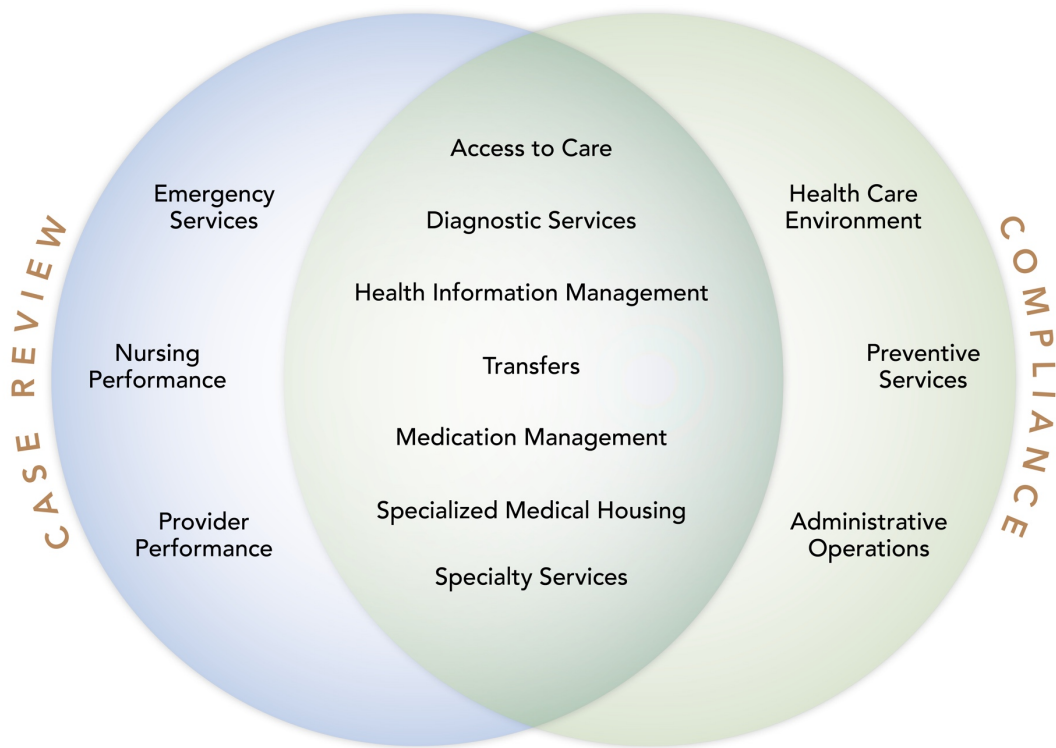 CASE REVIEW
Emergency
Services
Nursing
Performance
Provider
Performance
Access to Care
Diagnostic Services
Health Information Management
Transfers
Medication Management
Specialized Medical Housing
Specialty Services
Health Care
Environment
Preventive
Services
Administrative
Operations
COMPLIANCE